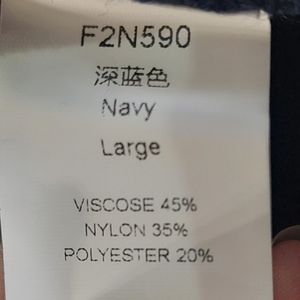 F2N590
深蓝色
Navy
Large
VISCOSE 45%
NYLON 35%
POLYESTER 20%